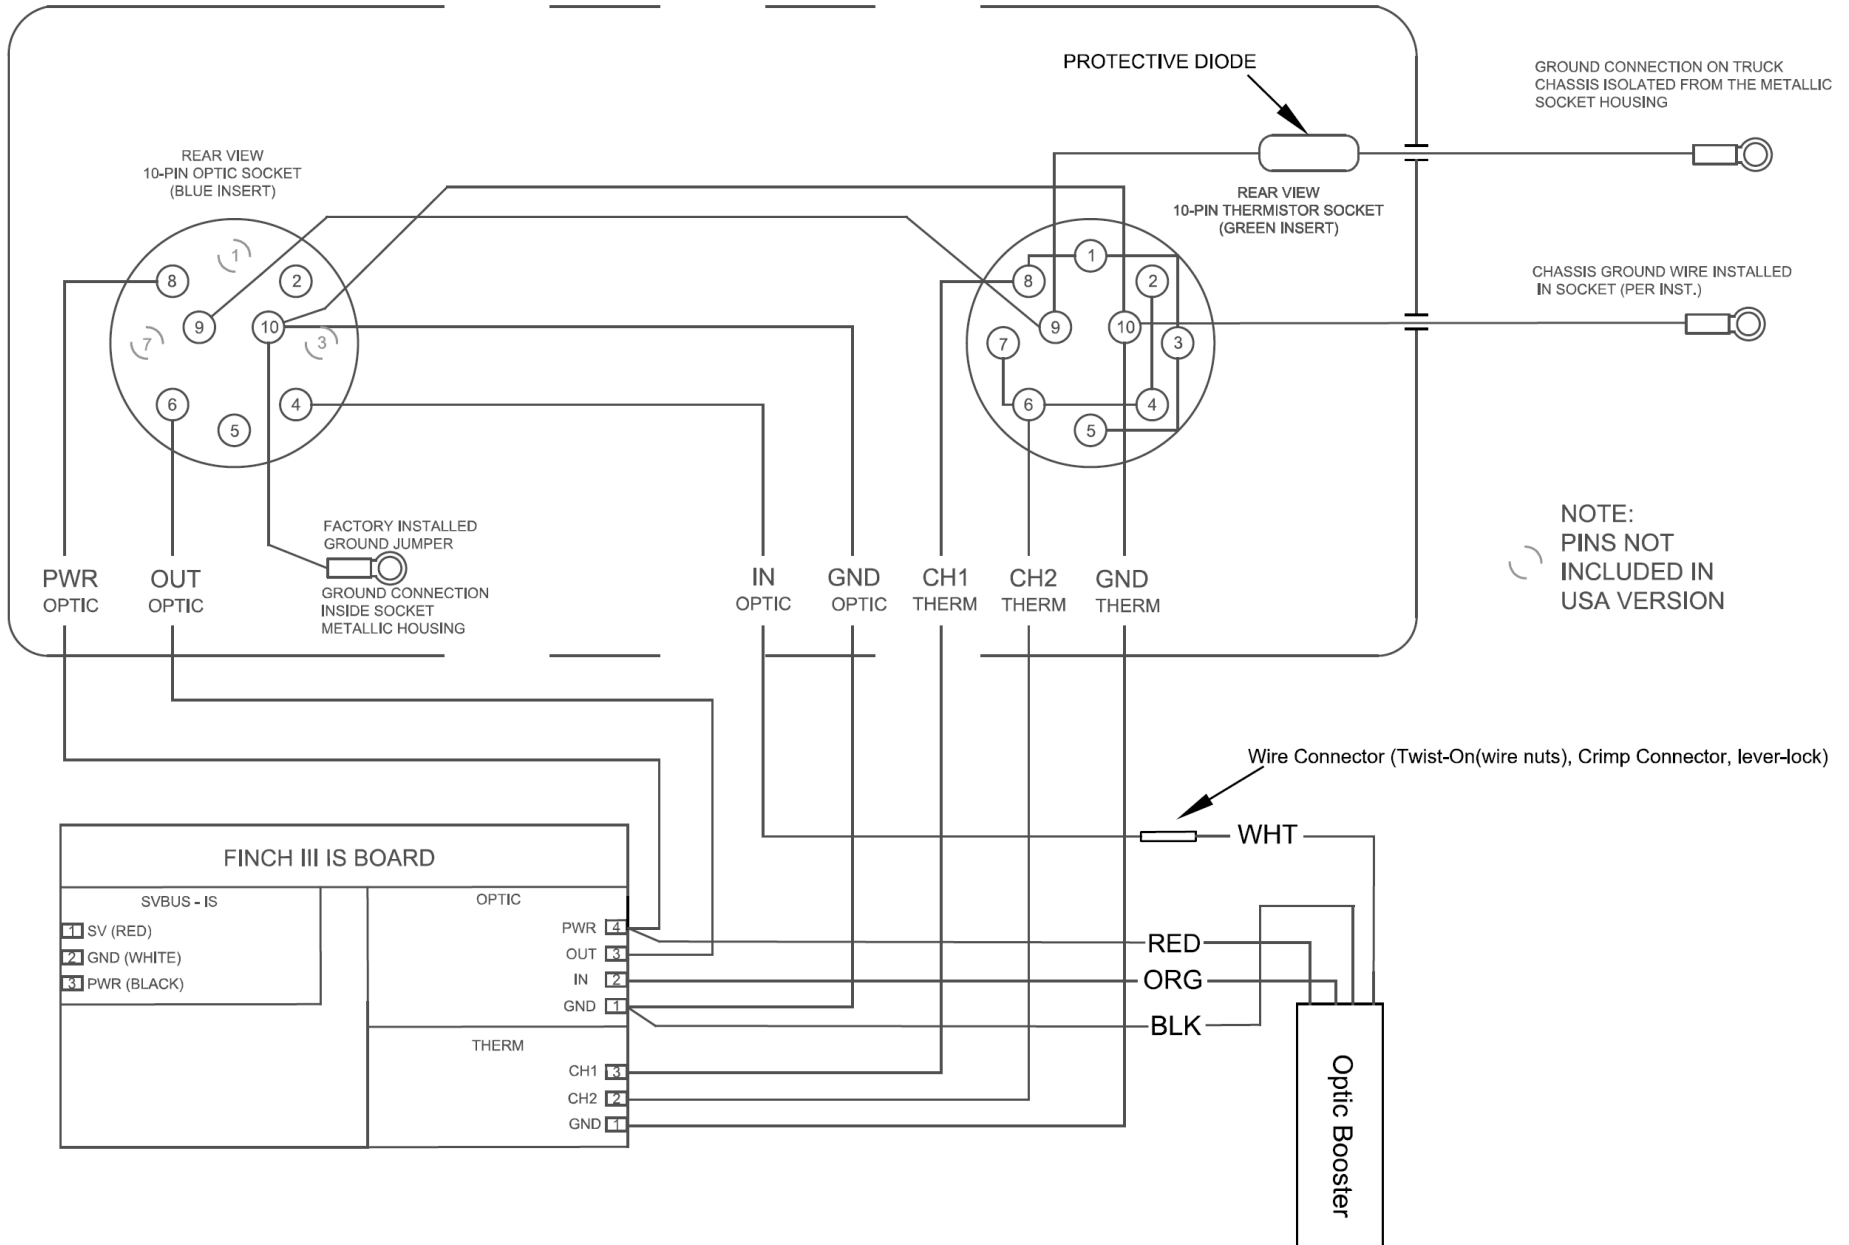 PROTECTIVE DIODE
GROUND CONNECTION ON TRUCK
CHASSIS ISOLATED FROM THE METALLIC
SOCKET HOUSING
REAR VIEW
10-PIN OPTIC SOCKET
(BLUE INSERT)
REAR VIEW
10-PIN THERMISTOR SOCKET
(GREEN INSERT)
CHASSIS GROUND WIRE INSTALLED
IN SOCKET (PER INST.)
1
8
2
9
10
7
3
6
4
5
1
8
2
9
10
7
3
6
4
5
FACTORY INSTALLED
GROUND JUMPER
GROUND CONNECTION
INSIDE SOCKET
METALLIC HOUSING
PWR
OPTIC
OUT
OPTIC
IN
OPTIC
GND
OPTIC
CH1
THERM
CH2
THERM
GND
THERM
NOTE:
PINS NOT
INCLUDED IN
USA VERSION
Wire Connector (Twist-On(wire nuts), Crimp Connector, lever-lock)
WHT
RED
ORG
BLK
Optic Booster
FINCH III IS BOARD
SVBUS - IS
1 SV (RED)
2 GND (WHITE)
3 PWR (BLACK)
OPTIC
PWR 4
OUT 3
IN 2
GND 1
THERM
CH1 3
CH2 2
GND 1